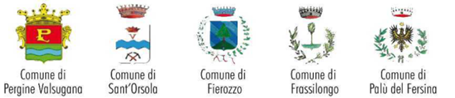 P
Comune di
Pergine Valsugana
Comune di
Sant'Orsola
Comune di
Fierozzo
Comune di
Frassilongo
Comune di
Palù del Fersina